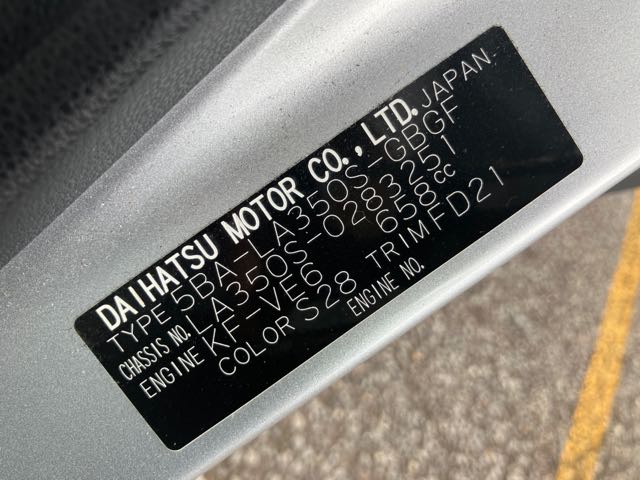 DAIHATSU MOTOR CO., LTD. JAPAN
TYPE 5BA-LA350S-GBGF
CHASSIS NO. LA350S-0283251
ENGINE KF-VE6 658cc
COLOR S28 TRIM FD21
ENGINE NO.